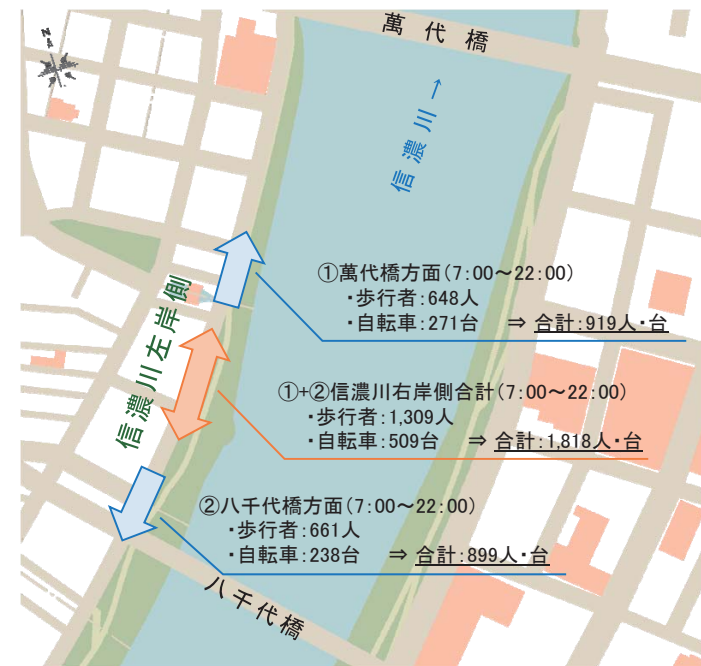 萬代橋
N
信濃川→
①萬代橋方面(7:00~22:00)
・歩行者:648人
・自転車:271台 ⇒ 合計:919人・台
信濃川左岸側
①+②信濃川右岸側合計(7:00~22:00)
・歩行者:1,309人
・自転車:509台 ⇒ 合計:1,818人・台
②八千代橋方面(7:00~22:00)
・歩行者:661人
・自転車:238台 ⇒ 合計:899人・台
八千代橋